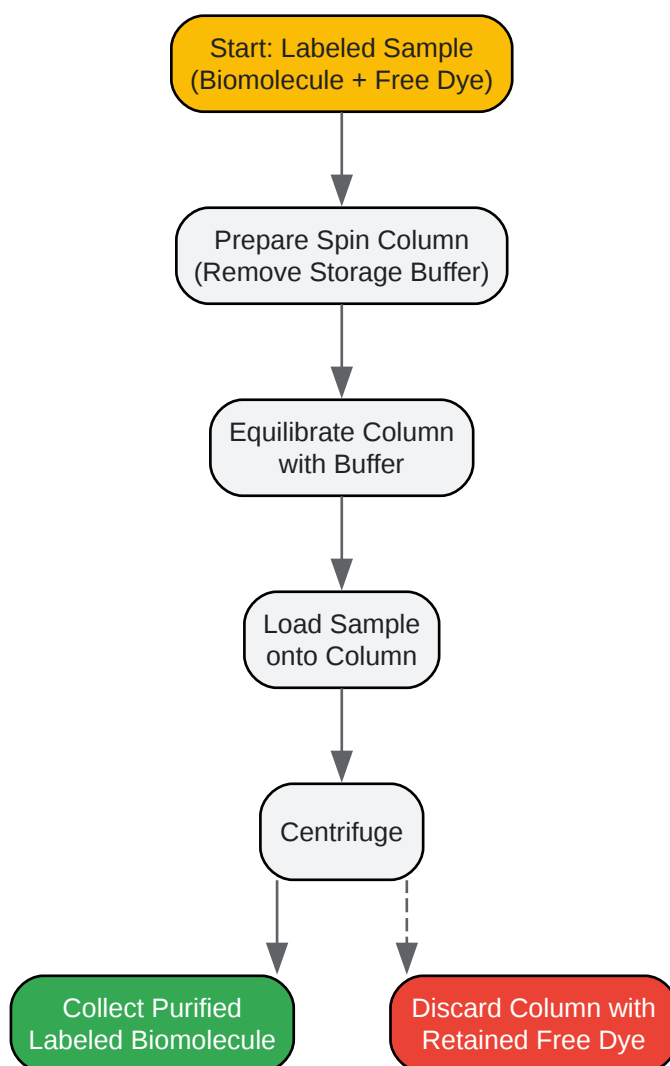 Start: Labeled Sample
(Biomolecule + Free Dye)
Prepare Spin Column
(Remove Storage Buffer)
Equilibrate Column
with Buffer
Load Sample
onto Column
Centrifuge
Collect Purified
Labeled Biomolecule
Discard Column with
Retained Free Dye